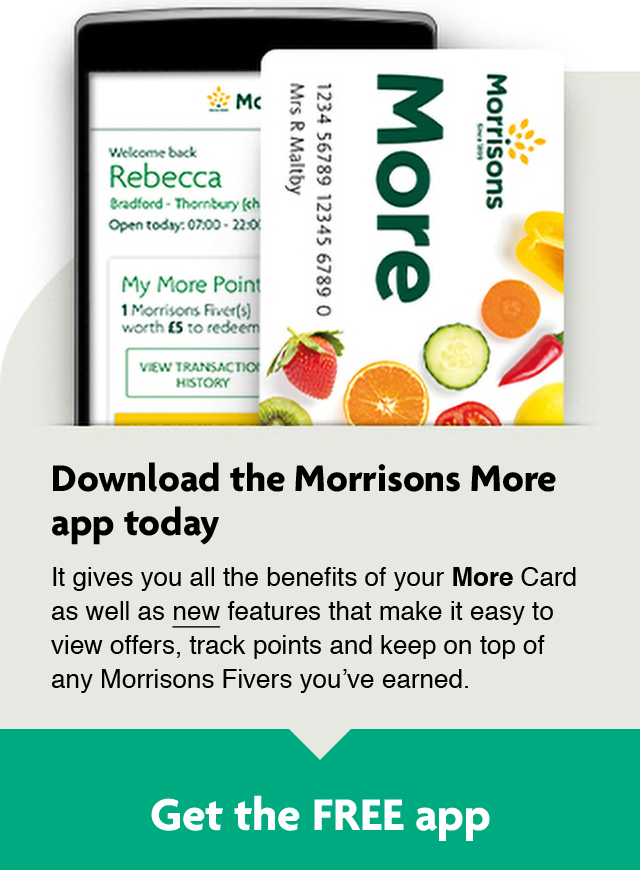 Welcome back
Rebecca
Bradford - Thornbury (ch
Open today: 07:00 - 22:00
My More Point
1 Morrisons Fiver(s)
worth £5 to redeem
VIEW TRANSACTIO
HISTORY
Morrisons
Since 1899
More
1234 56789 12345 6789 0
Mrs R Maltby
Download the Morrisons More
app today
It gives you all the benefits of your More Card
as well as new features that make it easy to
view offers, track points and keep on top of
any Morrisons Fivers you’ve earned.
Get the FREE app